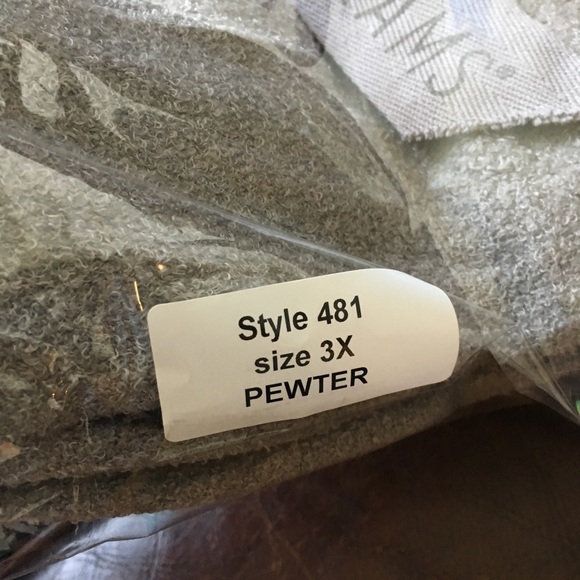 Style 481
size 3X
PEWTER